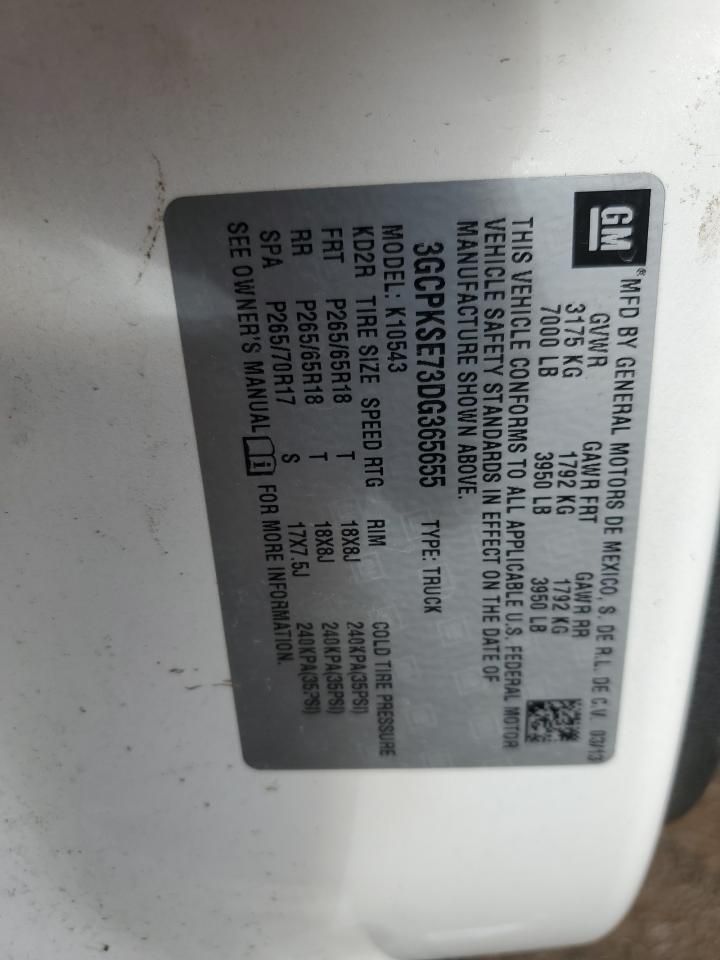 GM ® MFD BY GENERAL MOTORS DE MEXICO, S. DE R.L. DE C.V. 03/13
GVWR GAWR FRT GAWR RR
3175 KG 1792 KG 1792 KG
7000 LB 3950 LB 3950 LB
THIS VEHICLE CONFORMS TO ALL APPLICABLE U.S. FEDERAL MOTOR
VEHICLE SAFETY STANDARDS IN EFFECT ON THE DATE OF
MANUFACTURE SHOWN ABOVE.
3GCPKSE73DG365655 TYPE: TRUCK
MODEL: K10543
KD2R TIRE SIZE SPEED RTG RIM COLD TIRE PRESSURE
FRT P265/65R18 T 18X8J 240KPA(35PSI)
RR P265/65R18 T 18X8J 240KPA(35PSI)
SPA P265/70R17 S 17X7.5J 240KPA(35PSI)
SEE OWNER'S MANUAL FOR MORE INFORMATION.